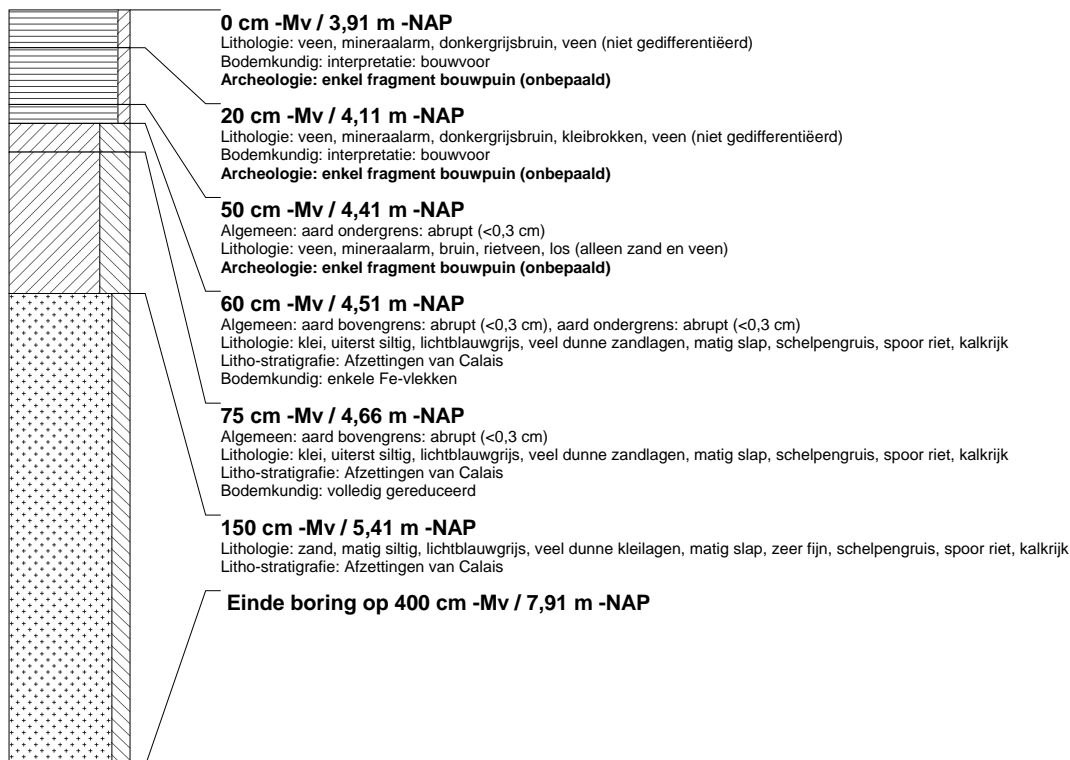 0 cm -Mv / 3,91 m -NAP
Lithologie: veen, mineraalarm, donkergrijsbruin, veen (niet gedifferentiëerd)
Bodemkundig: interpretatie: bouwvoor
Archeologie: enkel fragment bouwpuin (onbepaald)
20 cm -Mv / 4,11 m -NAP
Lithologie: veen, mineraalarm, donkergrijsbruin, kleibrokken, veen (niet gedifferentiëerd)
Bodemkundig: interpretatie: bouwvoor
Archeologie: enkel fragment bouwpuin (onbepaald)
50 cm -Mv / 4,41 m -NAP
Algemeen: aard ondergrens: abrupt (<0,3 cm)
Lithologie: veen, mineraalarm, bruin, rietveen, los (alleen zand en veen)
Archeologie: enkel fragment bouwpuin (onbepaald)
60 cm -Mv / 4,51 m -NAP
Algemeen: aard bovengrens: abrupt (<0,3 cm), aard ondergrens: abrupt (<0,3 cm)
Lithologie: klei, uiterst siltig, lichtblauwgrijs, veel dunne zandlagen, matig slap, schelpengruis, spoor riet, kalkrijk
Litho-stratigrafie: Afzettingen van Calais
Bodemkundig: enkele Fe-vlekken
75 cm -Mv / 4,66 m -NAP
Algemeen: aard bovengrens: abrupt (<0,3 cm)
Lithologie: klei, uiterst siltig, lichtblauwgrijs, veel dunne zandlagen, matig slap, schelpengruis, spoor riet, kalkrijk
Litho-stratigrafie: Afzettingen van Calais
Bodemkundig: volledig gereduceerd
150 cm -Mv / 5,41 m -NAP
Lithologie: zand, matig siltig, lichtblauwgrijs, veel dunne kleilagen, matig slap, zeer fijn, schelpengruis, spoor riet, kalkrijk
Litho-stratigrafie: Afzettingen van Calais
Einde boring op 400 cm -Mv / 7,91 m -NAP